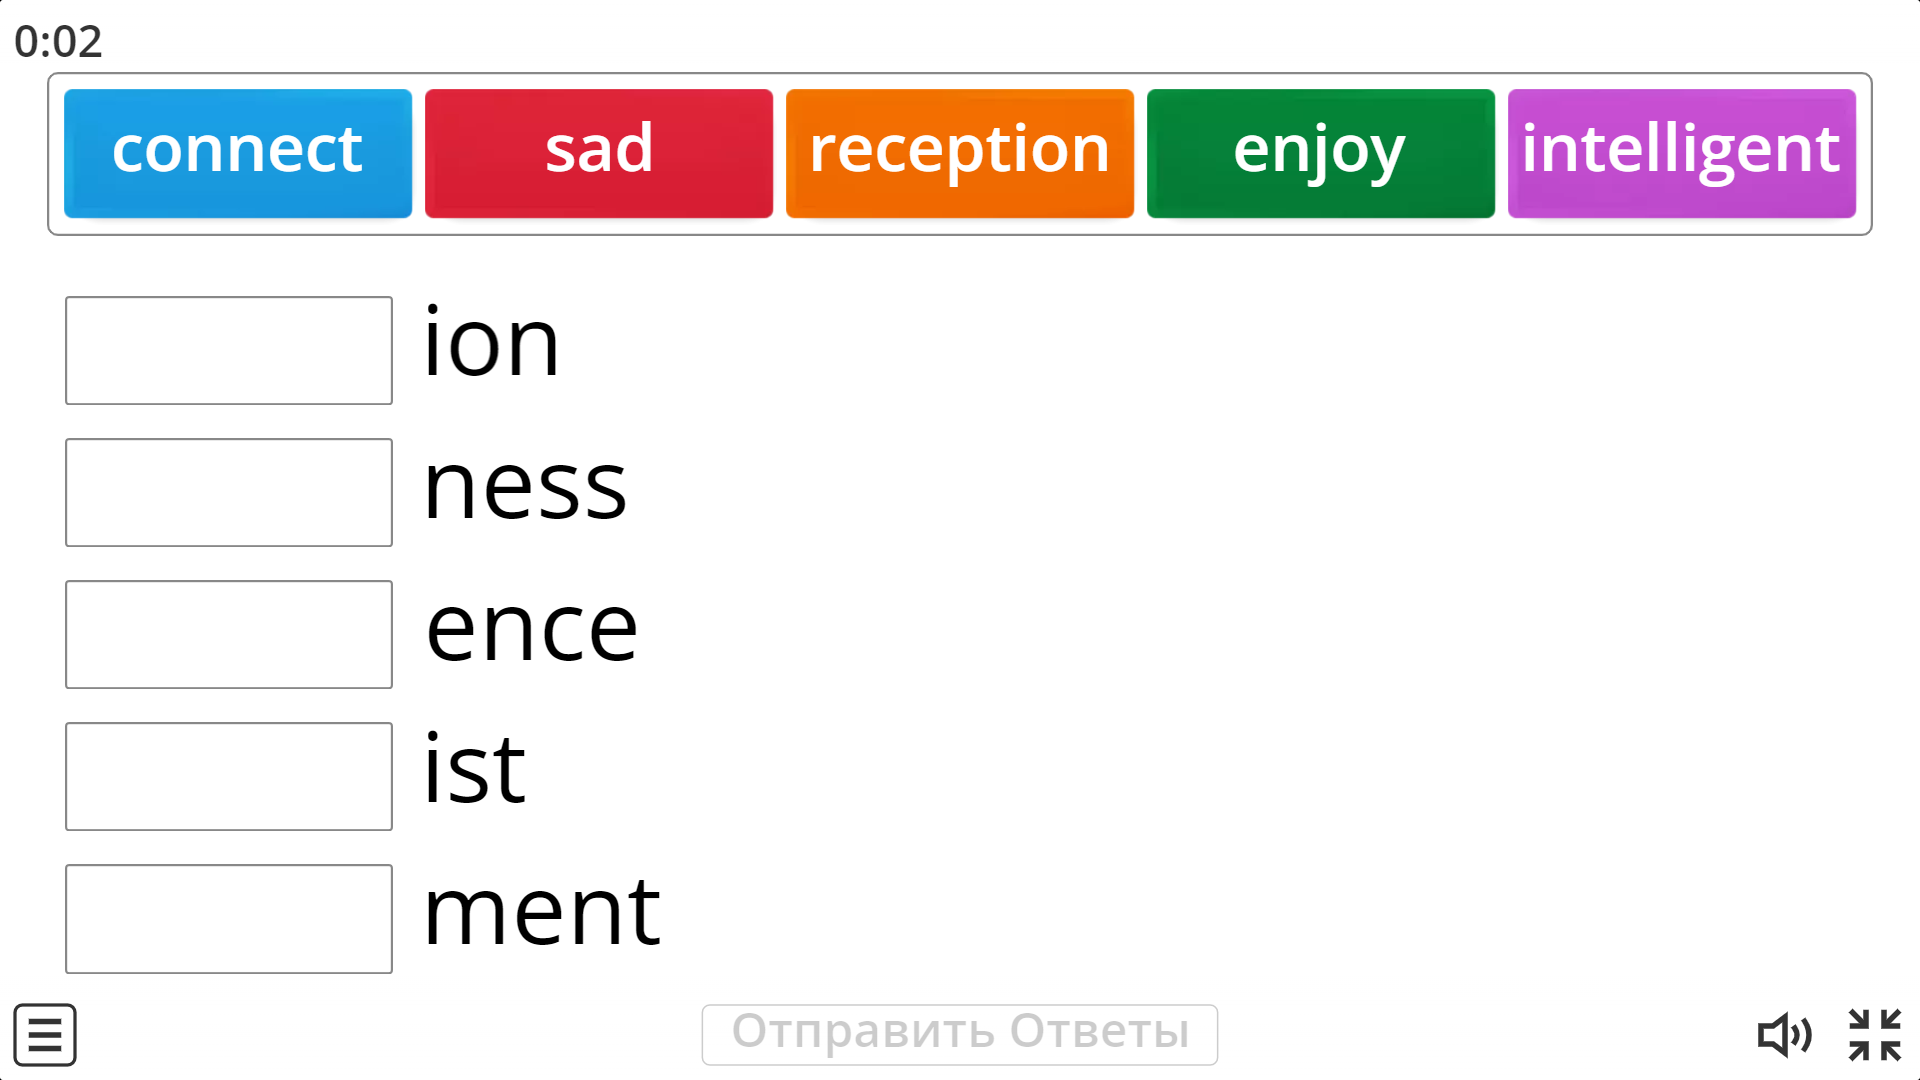 0:02
connect sad reception enjoy intelligent
ion
ness
ence
ist
ment
Отправить Ответы